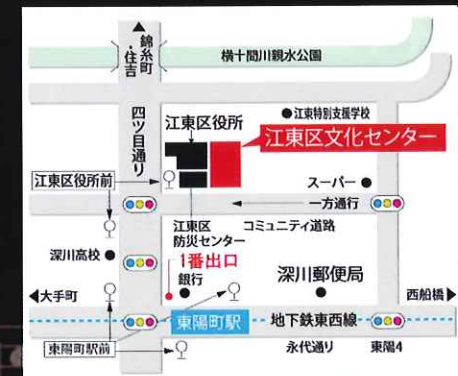 錦糸町
・住吉
横十間川親水公園
四ツ目通り
江東区役所
江東特別支援学校
江東区文化センター
江東区役所前
スーパー
一方通行
江東区
防災センター
コミュニティ道路
深川高校
1番出口
銀行
深川郵便局
大手町
西船橋
東陽町駅
地下鉄東西線
東陽町駅前
永代通り
東陽4